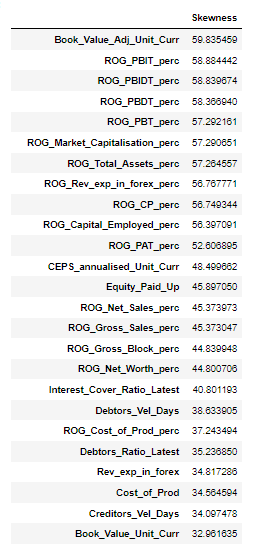 Skewness
Book_Value_Adj_Unit_Curr 59.835459
ROG_PBIT_perc 58.884442
ROG_PBIDT_perc 58.839674
ROG_PBDT_perc 58.366940
ROG_PBT_perc 57.292161
ROG_Market_Capitalisation_perc 57.290651
ROG_Total_Assets_perc 57.264557
ROG_Rev_exp_in_forex_perc 56.767771
ROG_CP_perc 56.749344
ROG_Capital_Employed_perc 56.397091
ROG_PAT_perc 52.606895
CEPS_annualised_Unit_Curr 48.499662
Equity_Paid_Up 45.897050
ROG_Net_Sales_perc 45.373973
ROG_Gross_Sales_perc 45.373047
ROG_Gross_Block_perc 44.839948
ROG_Net_Worth_perc 44.800706
Interest_Cover_Ratio_Latest 40.801193
Debtors_Vel_Days 38.633905
ROG_Cost_of_Prod_perc 37.243494
Debtors_Ratio_Latest 35.236850
Rev_exp_in_forex 34.817286
Cost_of_Prod 34.564594
Creditors_Vel_Days 34.097478
Book_Value_Unit_Curr 32.961635